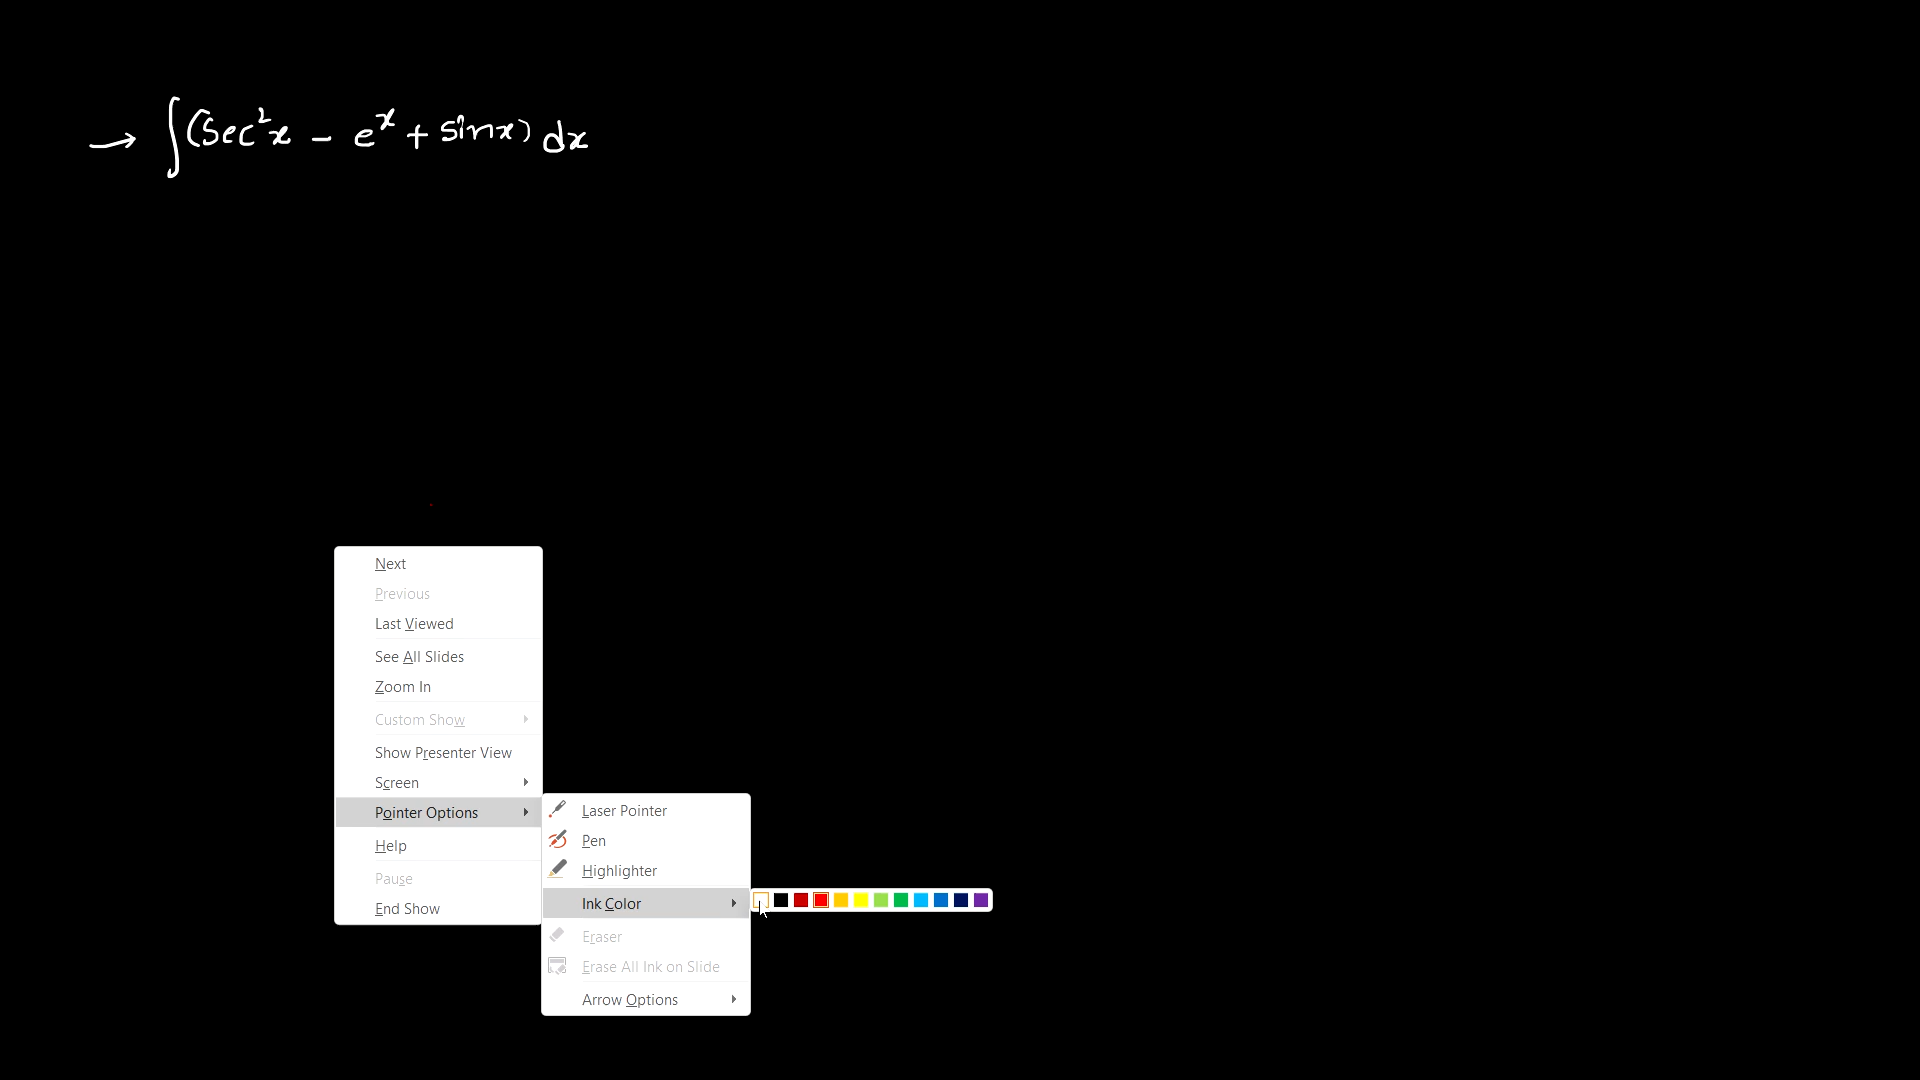 → ∫(Sec²x − eˣ + sinx) dx
Next
Previous
Last Viewed
See All Slides
Zoom In
Custom Show
Show Presenter View
Screen
Pointer Options
Help
Pause
End Show
Laser Pointer
Pen
Highlighter
Ink Color
Eraser
Erase All Ink on Slide
Arrow Options